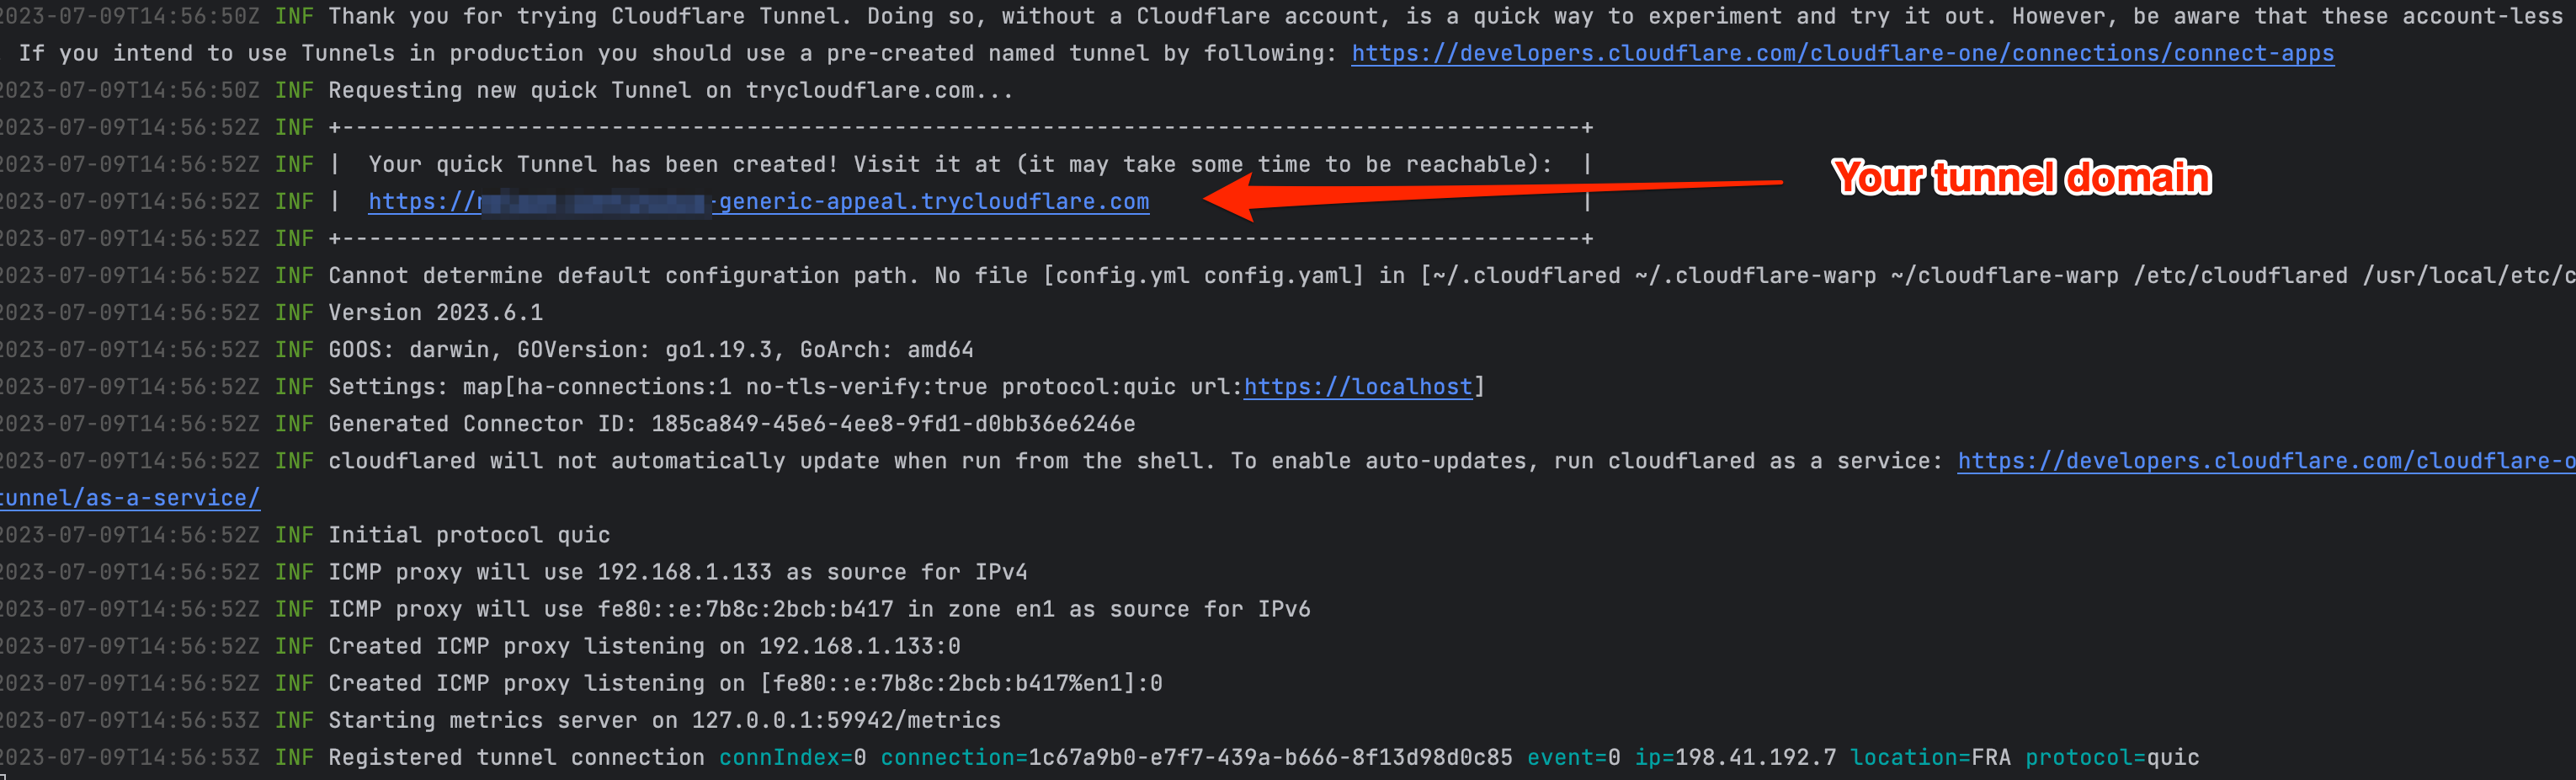 2023-07-09T14:56:50Z INF Thank you for trying Cloudflare Tunnel. Doing so, without a Cloudflare account, is a quick way to experiment and try it out. However, be aware that these account-less
If you intend to use Tunnels in production you should use a pre-created named tunnel by following: https://developers.cloudflare.com/cloudflare-one/connections/connect-apps
2023-07-09T14:56:50Z INF Requesting new quick Tunnel on trycloudflare.com...
2023-07-09T14:56:52Z INF +--------------------------------------------------------------------------------------------+
2023-07-09T14:56:52Z INF |  Your quick Tunnel has been created! Visit it at (it may take some time to be reachable):  |
Your tunnel domain
2023-07-09T14:56:52Z INF |  https:// -generic-appeal.trycloudflare.com |
2023-07-09T14:56:52Z INF +--------------------------------------------------------------------------------------------+
2023-07-09T14:56:52Z INF Cannot determine default configuration path. No file [config.yml config.yaml] in [~/.cloudflared ~/.cloudflare-warp ~/cloudflare-warp /etc/cloudflared /usr/local/etc/c
2023-07-09T14:56:52Z INF Version 2023.6.1
2023-07-09T14:56:52Z INF GOOS: darwin, GOVersion: go1.19.3, GoArch: amd64
2023-07-09T14:56:52Z INF Settings: map[ha-connections:1 no-tls-verify:true protocol:quic url:https://localhost]
2023-07-09T14:56:52Z INF Generated Connector ID: 185ca849-45e6-4ee8-9fd1-d0bb36e6246e
2023-07-09T14:56:52Z INF cloudflared will not automatically update when run from the shell. To enable auto-updates, run cloudflared as a service: https://developers.cloudflare.com/cloudflare-o
tunnel/as-a-service/
2023-07-09T14:56:52Z INF Initial protocol quic
2023-07-09T14:56:52Z INF ICMP proxy will use 192.168.1.133 as source for IPv4
2023-07-09T14:56:52Z INF ICMP proxy will use fe80::e:7b8c:2bcb:b417 in zone en1 as source for IPv6
2023-07-09T14:56:52Z INF Created ICMP proxy listening on 192.168.1.133:0
2023-07-09T14:56:52Z INF Created ICMP proxy listening on [fe80::e:7b8c:2bcb:b417%en1]:0
2023-07-09T14:56:53Z INF Starting metrics server on 127.0.0.1:59942/metrics
2023-07-09T14:56:53Z INF Registered tunnel connection connIndex=0 connection=1c67a9b0-e7f7-439a-b666-8f13d98d0c85 event=0 ip=198.41.192.7 location=FRA protocol=quic